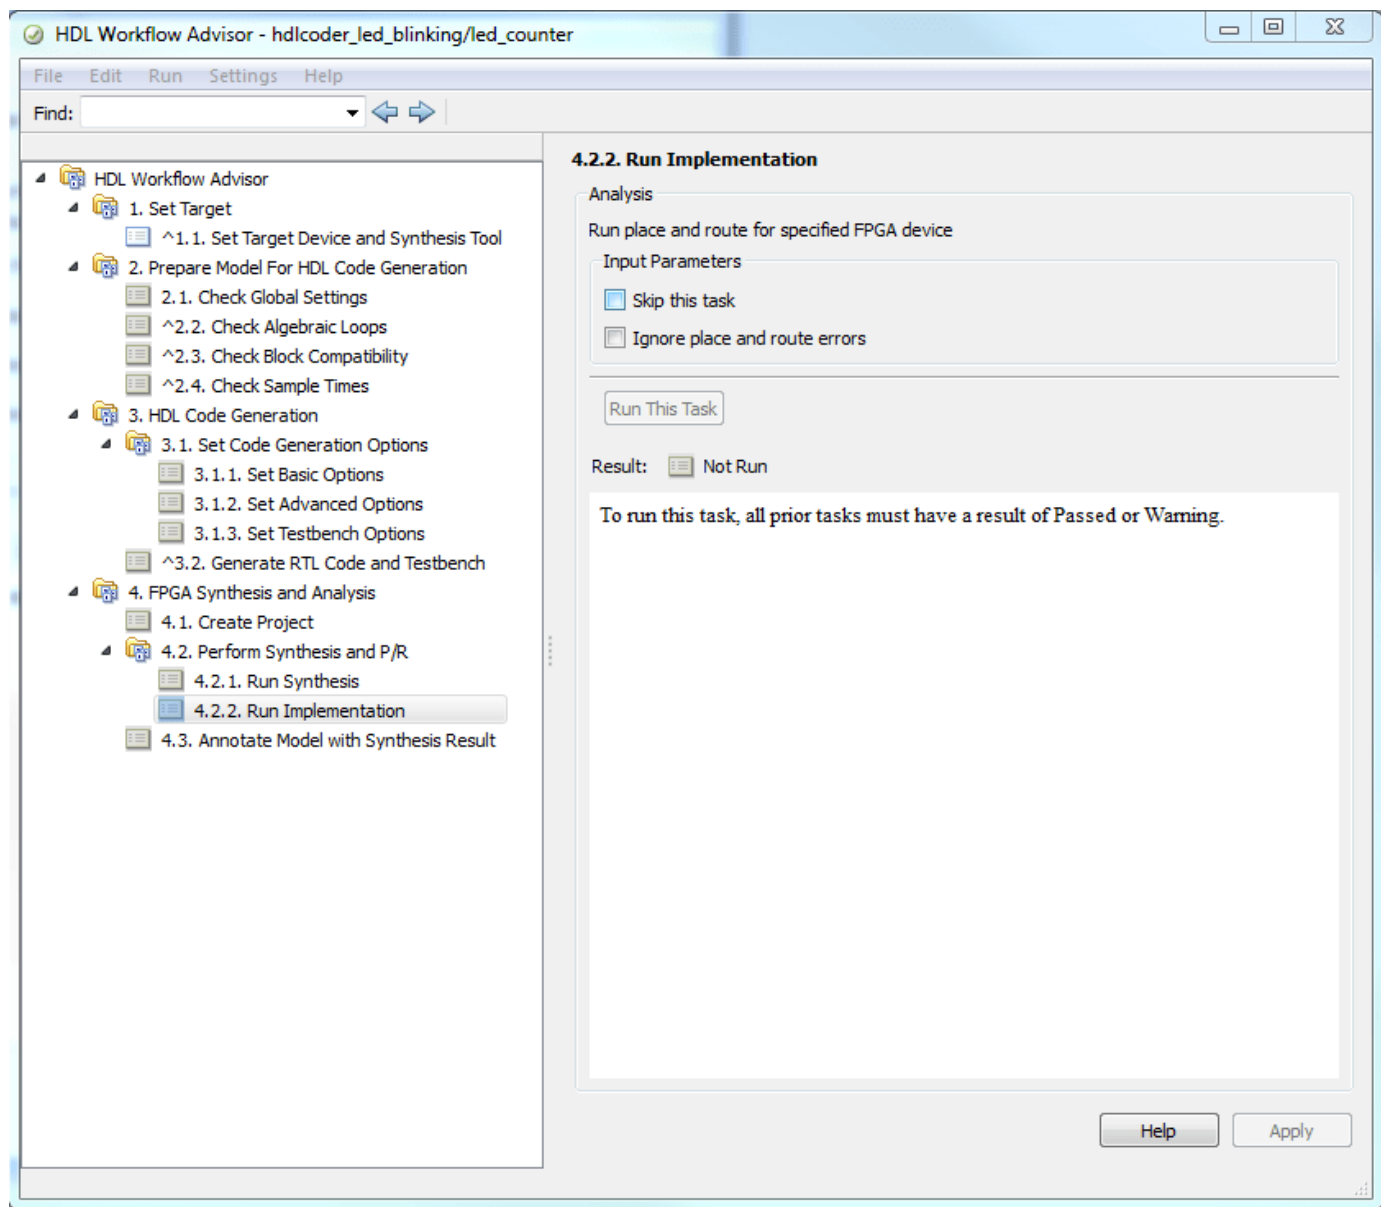 HDL Workflow Advisor - hdlcoder_led_blinking/led_counter
File Edit Run Settings Help
Find:
HDL Workflow Advisor
1. Set Target
^1.1. Set Target Device and Synthesis Tool
2. Prepare Model For HDL Code Generation
2.1. Check Global Settings
^2.2. Check Algebraic Loops
^2.3. Check Block Compatibility
^2.4. Check Sample Times
3. HDL Code Generation
3.1. Set Code Generation Options
3.1.1. Set Basic Options
3.1.2. Set Advanced Options
3.1.3. Set Testbench Options
^3.2. Generate RTL Code and Testbench
4. FPGA Synthesis and Analysis
4.1. Create Project
4.2. Perform Synthesis and P/R
4.2.1. Run Synthesis
4.2.2. Run Implementation
4.3. Annotate Model with Synthesis Result
4.2.2. Run Implementation
Analysis
Run place and route for specified FPGA device
Input Parameters
Skip this task
Ignore place and route errors
Run This Task
Result: Not Run
To run this task, all prior tasks must have a result of Passed or Warning.
Help Apply